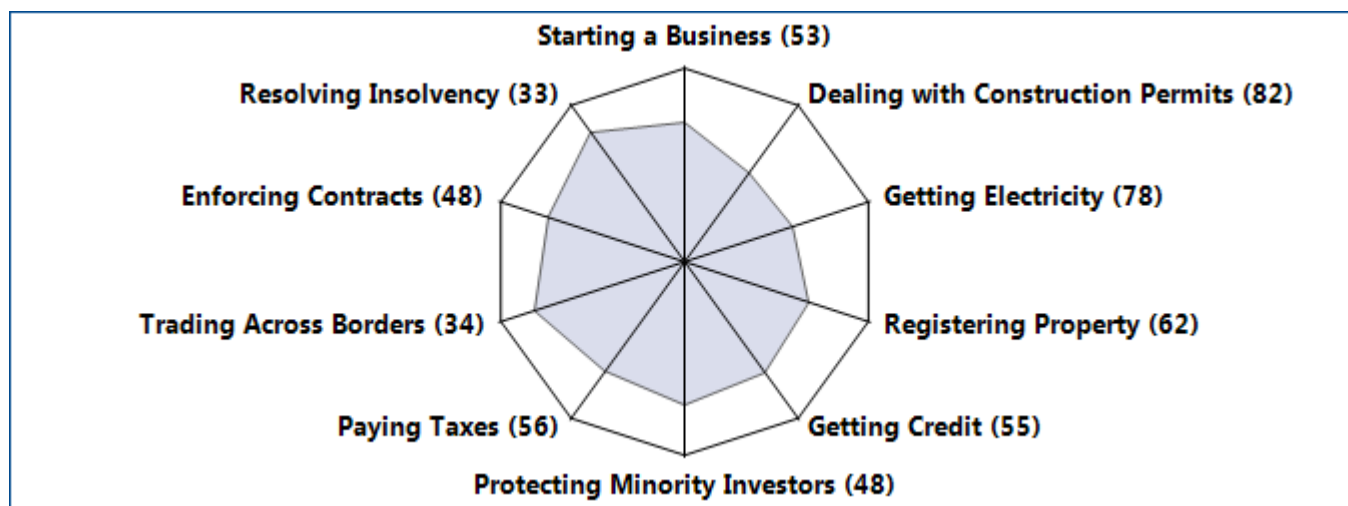 Starting a Business (53)
Resolving Insolvency (33)
Dealing with Construction Permits (82)
Enforcing Contracts (48)
Getting Electricity (78)
Trading Across Borders (34)
Registering Property (62)
Paying Taxes (56)
Getting Credit (55)
Protecting Minority Investors (48)